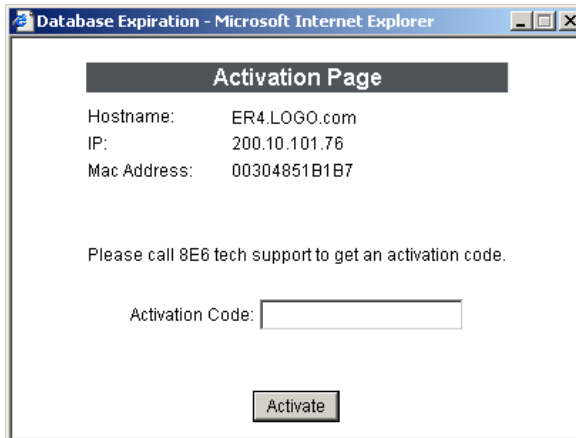 Database Expiration - Microsoft Internet Explorer
Activation Page
Hostname: ER4.LOGO.com
IP: 200.10.101.76
Mac Address: 00304851B1B7
Please call 8E6 tech support to get an activation code.
Activation Code:
Activate